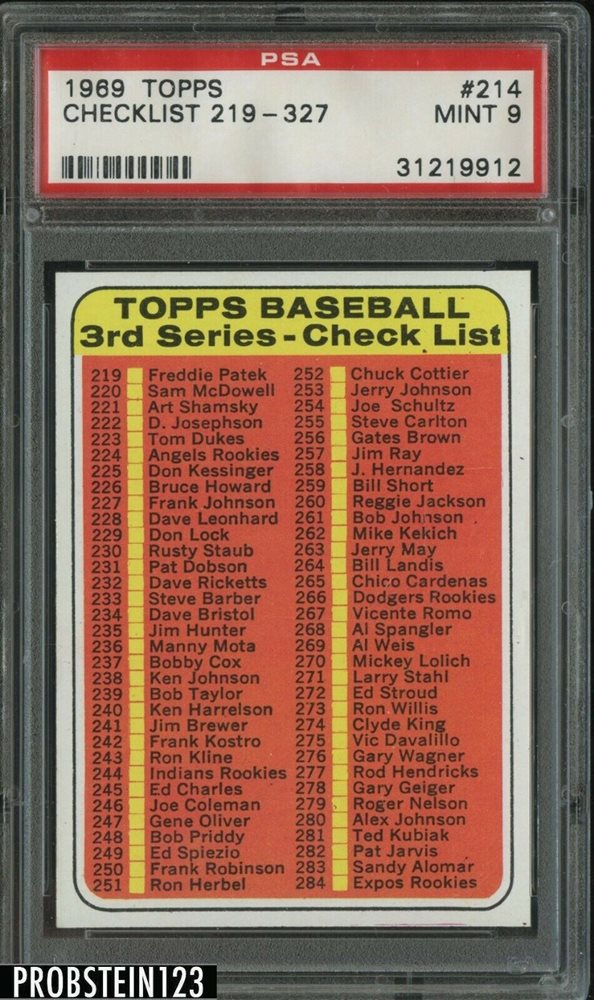 PSA
1969 TOPPS #214
CHECKLIST 219-327 MINT 9
31219912
TOPPS BASEBALL
3rd Series-Check List
219 Freddie Patek
220 Sam McDowell
221 Art Shamsky
222 D. Josephson
223 Tom Dukes
224 Angels Rookies
225 Don Kessinger
226 Bruce Howard
227 Frank Johnson
228 Dave Leonhard
229 Don Lock
230 Rusty Staub
231 Pat Dobson
232 Dave Ricketts
233 Steve Barber
234 Dave Bristol
235 Jim Hunter
236 Manny Mota
237 Bobby Cox
238 Ken Johnson
239 Bob Taylor
240 Ken Harrelson
241 Jim Brewer
242 Frank Kostro
243 Ron Kline
244 Indians Rookies
245 Ed Charles
246 Joe Coleman
247 Gene Oliver
248 Bob Priddy
249 Ed Spiezio
250 Frank Robinson
251 Ron Herbel
252 Chuck Cottier
253 Jerry Johnson
254 Joe Schultz
255 Steve Carlton
256 Gates Brown
257 Jim Ray
258 J. Hernandez
259 Bill Short
260 Reggie Jackson
261 Bob Johnson
262 Mike Kekich
263 Jerry May
264 Bill Landis
265 Chico Cardenas
266 Dodgers Rookies
267 Vicente Romo
268 Al Spangler
269 Al Weis
270 Mickey Lolich
271 Larry Stahl
272 Ed Stroud
273 Ron Willis
274 Clyde King
275 Vic Davalillo
276 Gary Wagner
277 Rod Hendricks
278 Gary Geiger
279 Roger Nelson
280 Alex Johnson
281 Ted Kubiak
282 Pat Jarvis
283 Sandy Alomar
284 Expos Rookies
PROBSTEIN123